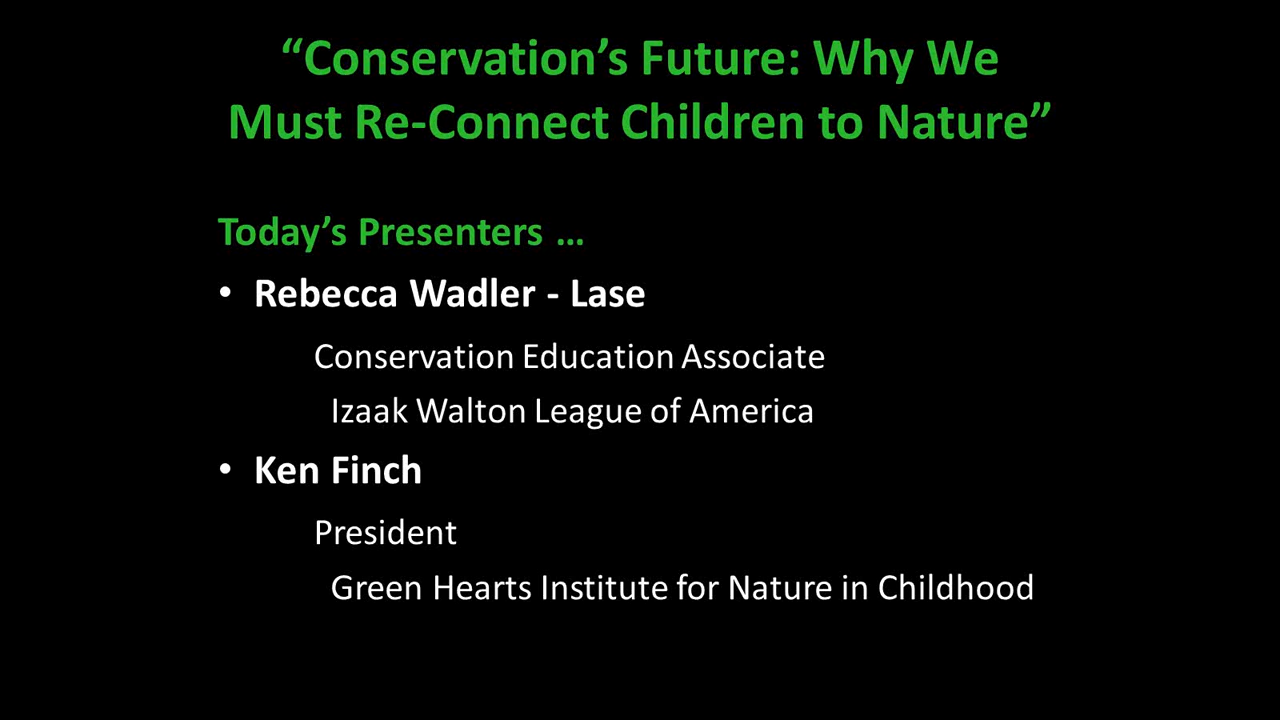 “Conservation’s Future: Why We
Must Re-Connect Children to Nature”
Today’s Presenters …
• Rebecca Wadler - Lase
Conservation Education Associate
Izaak Walton League of America
• Ken Finch
President
Green Hearts Institute for Nature in Childhood